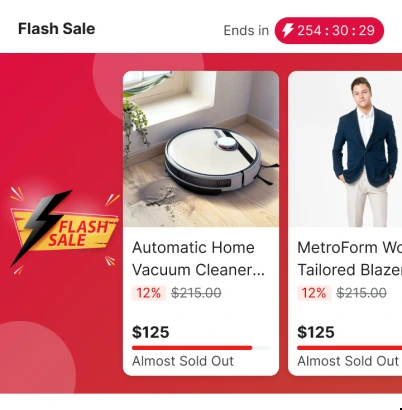 Flash Sale
Ends in 254 : 30 : 29
FLASH
SALE
Automatic Home
Vacuum Cleaner...
12% $215.00
$125
Almost Sold Out
MetroForm Wo
Tailored Blaze
12% $215.00
$125
Almost Sold Out